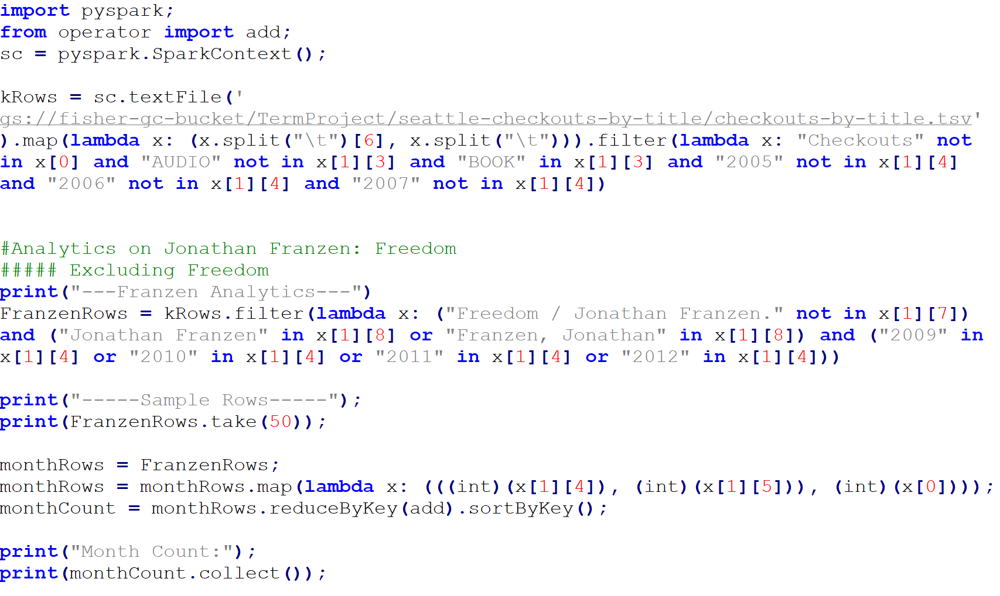 import pyspark;
from operator import add;
sc = pyspark.SparkContext();
kRows = sc.textFile('
gs://fisher-gc-bucket/TermProject/seattle-checkouts-by-title/checkouts-by-title.tsv'
).map(lambda x: (x.split("\t")[6], x.split("\t"))).filter(lambda x: "Checkouts" not
in x[0] and "AUDIO" not in x[1][3] and "BOOK" in x[1][3] and "2005" not in x[1][4]
and "2006" not in x[1][4] and "2007" not in x[1][4])
#Analytics on Jonathan Franzen: Freedom
##### Excluding Freedom
print("---Franzen Analytics---")
FranzenRows = kRows.filter(lambda x: ("Freedom / Jonathan Franzen." not in x[1][7])
and ("Jonathan Franzen" in x[1][8] or "Franzen, Jonathan" in x[1][8]) and ("2009" in
x[1][4] or "2010" in x[1][4] or "2011" in x[1][4] or "2012" in x[1][4]))
print("-----Sample Rows-----");
print(FranzenRows.take(50));
monthRows = FranzenRows;
monthRows = monthRows.map(lambda x: (((int)(x[1][4]), (int)(x[1][5])), (int)(x[0])));
monthCount = monthRows.reduceByKey(add).sortByKey();
print("Month Count:");
print(monthCount.collect());